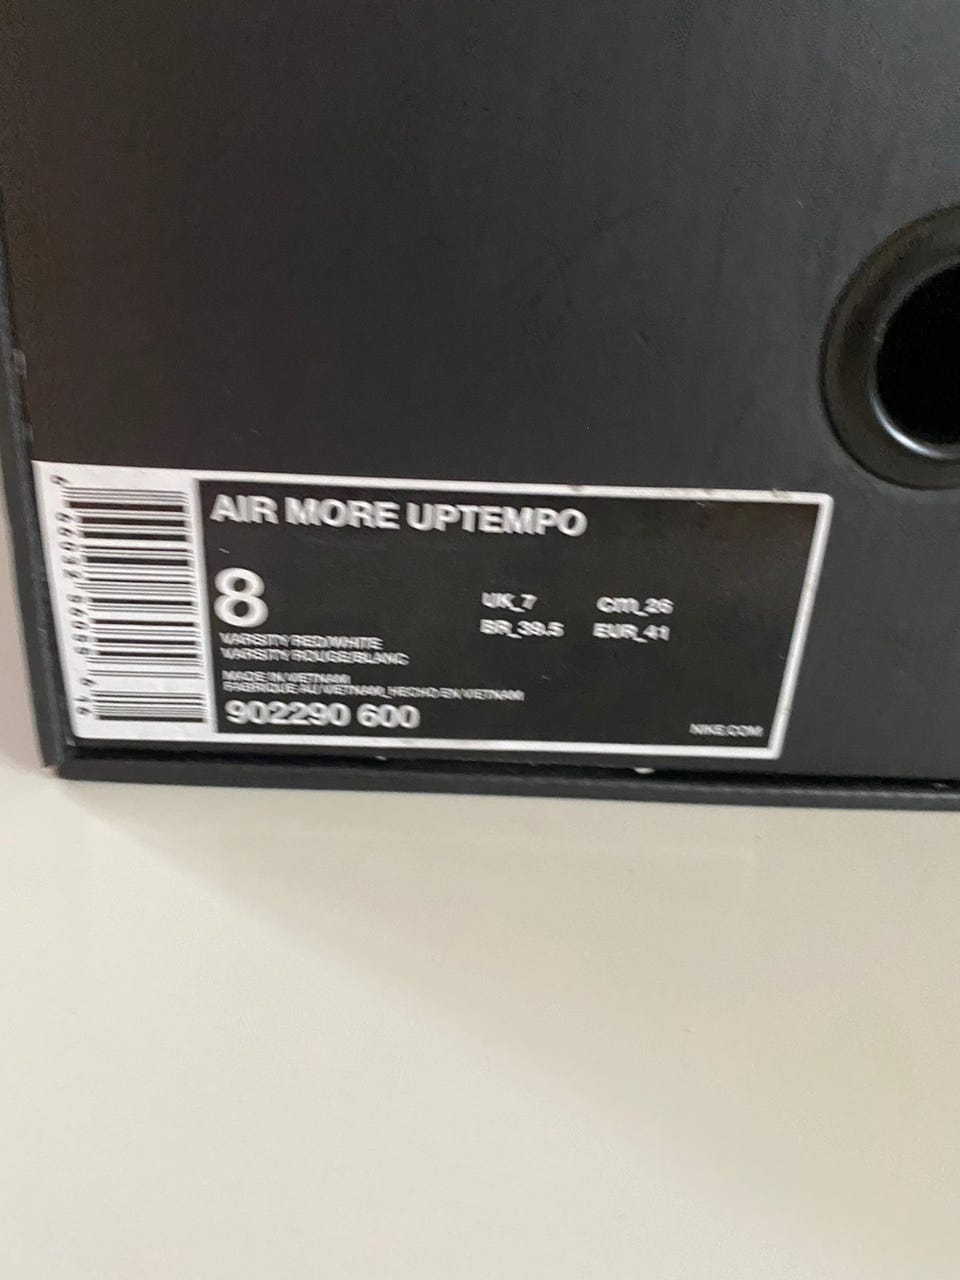 AIR MORE UPTEMPO
8
UK_7 cm_26
BR_39.5 EUR_41
VARSITY RED/WHITE
VARSITY ROUGE/BLANC
MADE IN VIETNAM
FABRIQUE AU VIETNAM_HECHO EN VIETNAM
902290 600
NIKE.COM